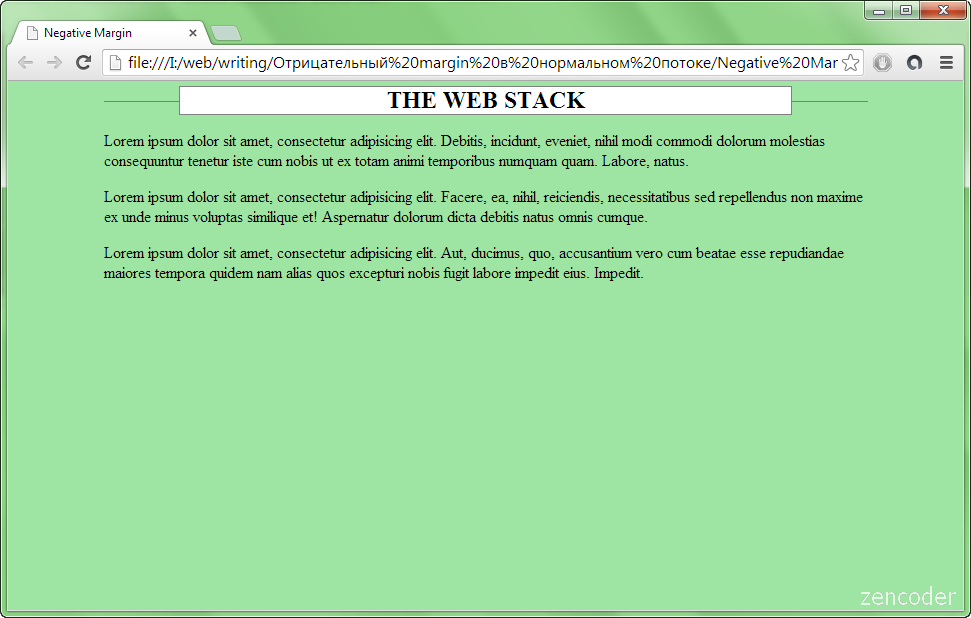 Negative Margin
file:///I:/web/writing/Отрицательный%20margin%20в%20нормальном%20потоке/Negative%20Mar
THE WEB STACK
Lorem ipsum dolor sit amet, consectetur adipisicing elit. Debitis, incidunt, eveniet, nihil modi commodi dolorum molestias
consequuntur tenetur iste cum nobis ut ex totam animi temporibus numquam quam. Labore, natus.
Lorem ipsum dolor sit amet, consectetur adipisicing elit. Facere, ea, nihil, reiciendis, necessitatibus sed repellendus non maxime
ex unde minus voluptas similique et! Aspernatur dolorum dicta debitis natus omnis cumque.
Lorem ipsum dolor sit amet, consectetur adipisicing elit. Aut, ducimus, quo, accusantium vero cum beatae esse repudiandae
maiores tempora quidem nam alias quos excepturi nobis fugit labore impedit eius. Impedit.
zencoder